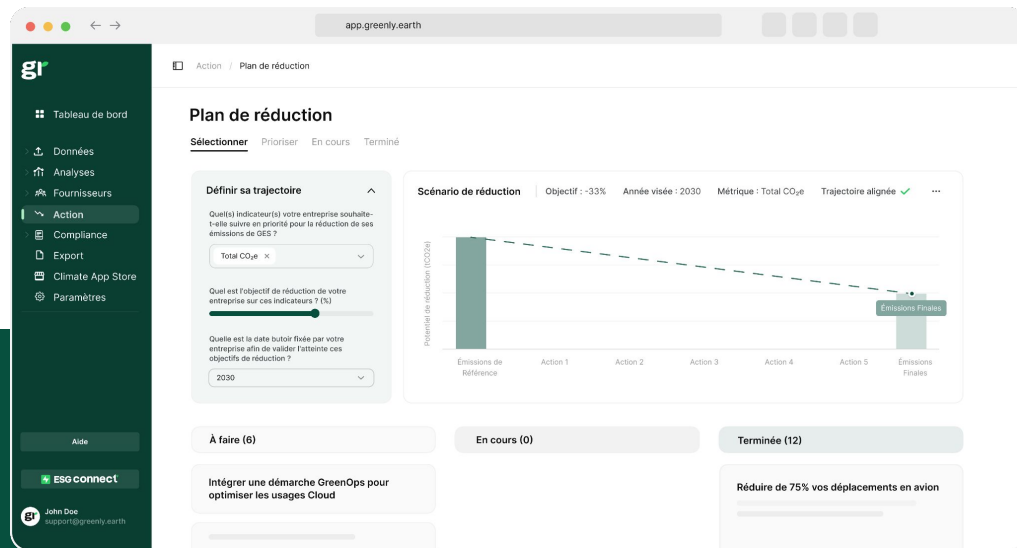 app.greenly.earth
gr
Action / Plan de réduction
Tableau de bord
Données
Analyses
Fournisseurs
Action
Compliance
Export
Climate App Store
Paramètres
Aide
ESG connect
gr
John Doe
support@greenly.earth
Plan de réduction
Sélectionner Prioriser En cours Terminé
Définir sa trajectoire
Quel(s) indicateur(s) votre entreprise souhaite-
t-elle suivre en priorité pour la réduction de ses
émissions de GES ?
Total CO₂e ×
Quel est l'objectif de réduction de votre
entreprise sur ces indicateurs ? (%)
Quelle est la date butoir fixée par votre
entreprise afin de valider l'atteinte ces
objectifs de réduction ?
2030
Scénario de réduction Objectif : -33% Année visée : 2030 Métrique : Total CO₂e Trajectoire alignée ✓ ...
Potentiel de réduction (tCO2e)
Émissions Finales
Émissions de
Référence
Action 1
Action 2
Action 3
Action 4
Action 5
Émissions
Finales
À faire (6)
Intégrer une démarche GreenOps pour
optimiser les usages Cloud
En cours (0)
Terminée (12)
Réduire de 75% vos déplacements en avion